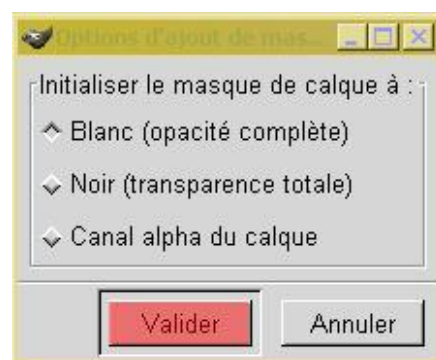 Options d'ajout de mas...
Initialiser le masque de calque à :
Blanc (opacité complète)
Noir (transparence totale)
Canal alpha du calque
Valider
Annuler